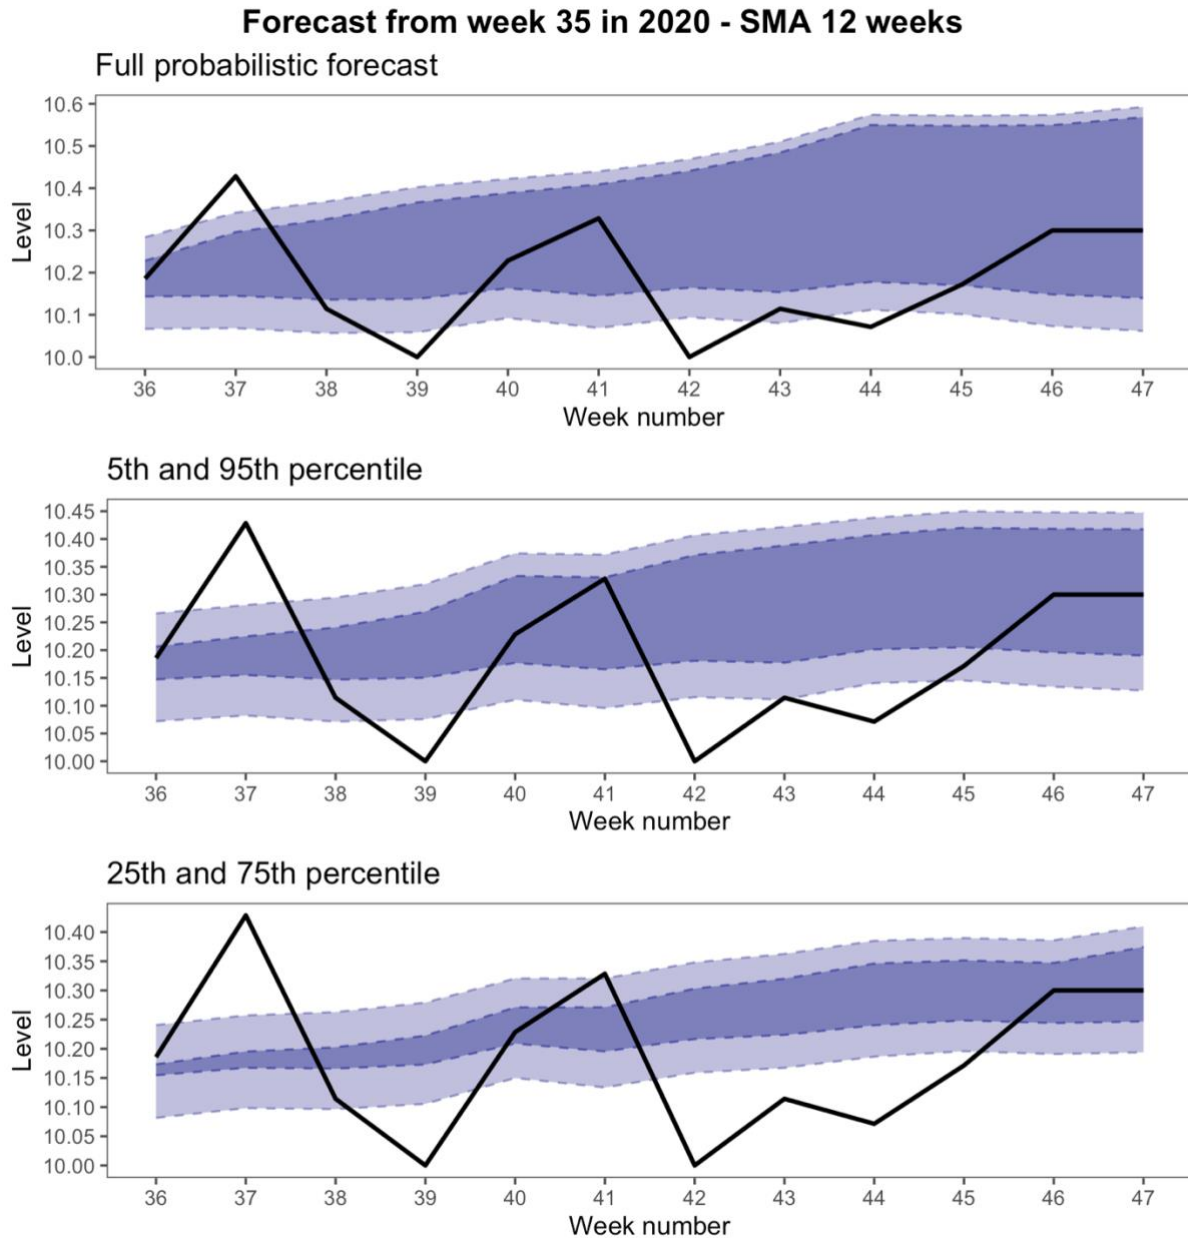 Forecast from week 35 in 2020 - SMA 12 weeks
Full probabilistic forecast
Level
10.6
10.5
10.4
10.3
10.2
10.1
10.0
36 37 38 39 40 41 42 43 44 45 46 47
Week number
5th and 95th percentile
Level
10.45
10.40
10.35
10.30
10.25
10.20
10.15
10.10
10.05
10.00
36 37 38 39 40 41 42 43 44 45 46 47
Week number
25th and 75th percentile
Level
10.40
10.35
10.30
10.25
10.20
10.15
10.10
10.05
10.00
36 37 38 39 40 41 42 43 44 45 46 47
Week number